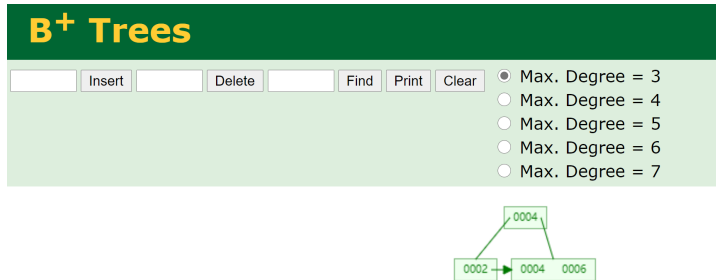 B+ Trees
Insert Delete Find Print Clear
Max. Degree = 3
Max. Degree = 4
Max. Degree = 5
Max. Degree = 6
Max. Degree = 7
0004
0002 0004 0006